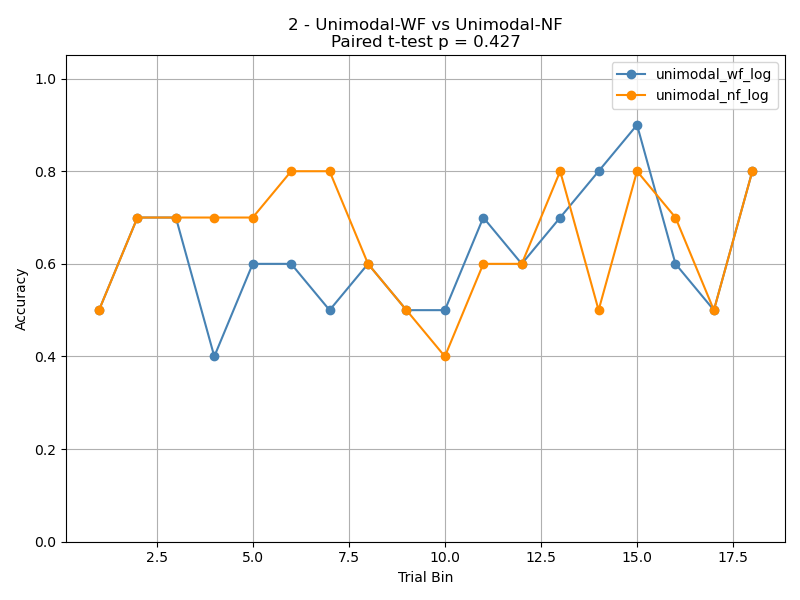 2 - Unimodal-WF vs Unimodal-NF
Paired t-test p = 0.427
unimodal_wf_log
unimodal_nf_log
1.0
0.8
0.6
0.4
0.2
0.0
Accuracy
2.5 5.0 7.5 10.0 12.5 15.0 17.5
Trial Bin